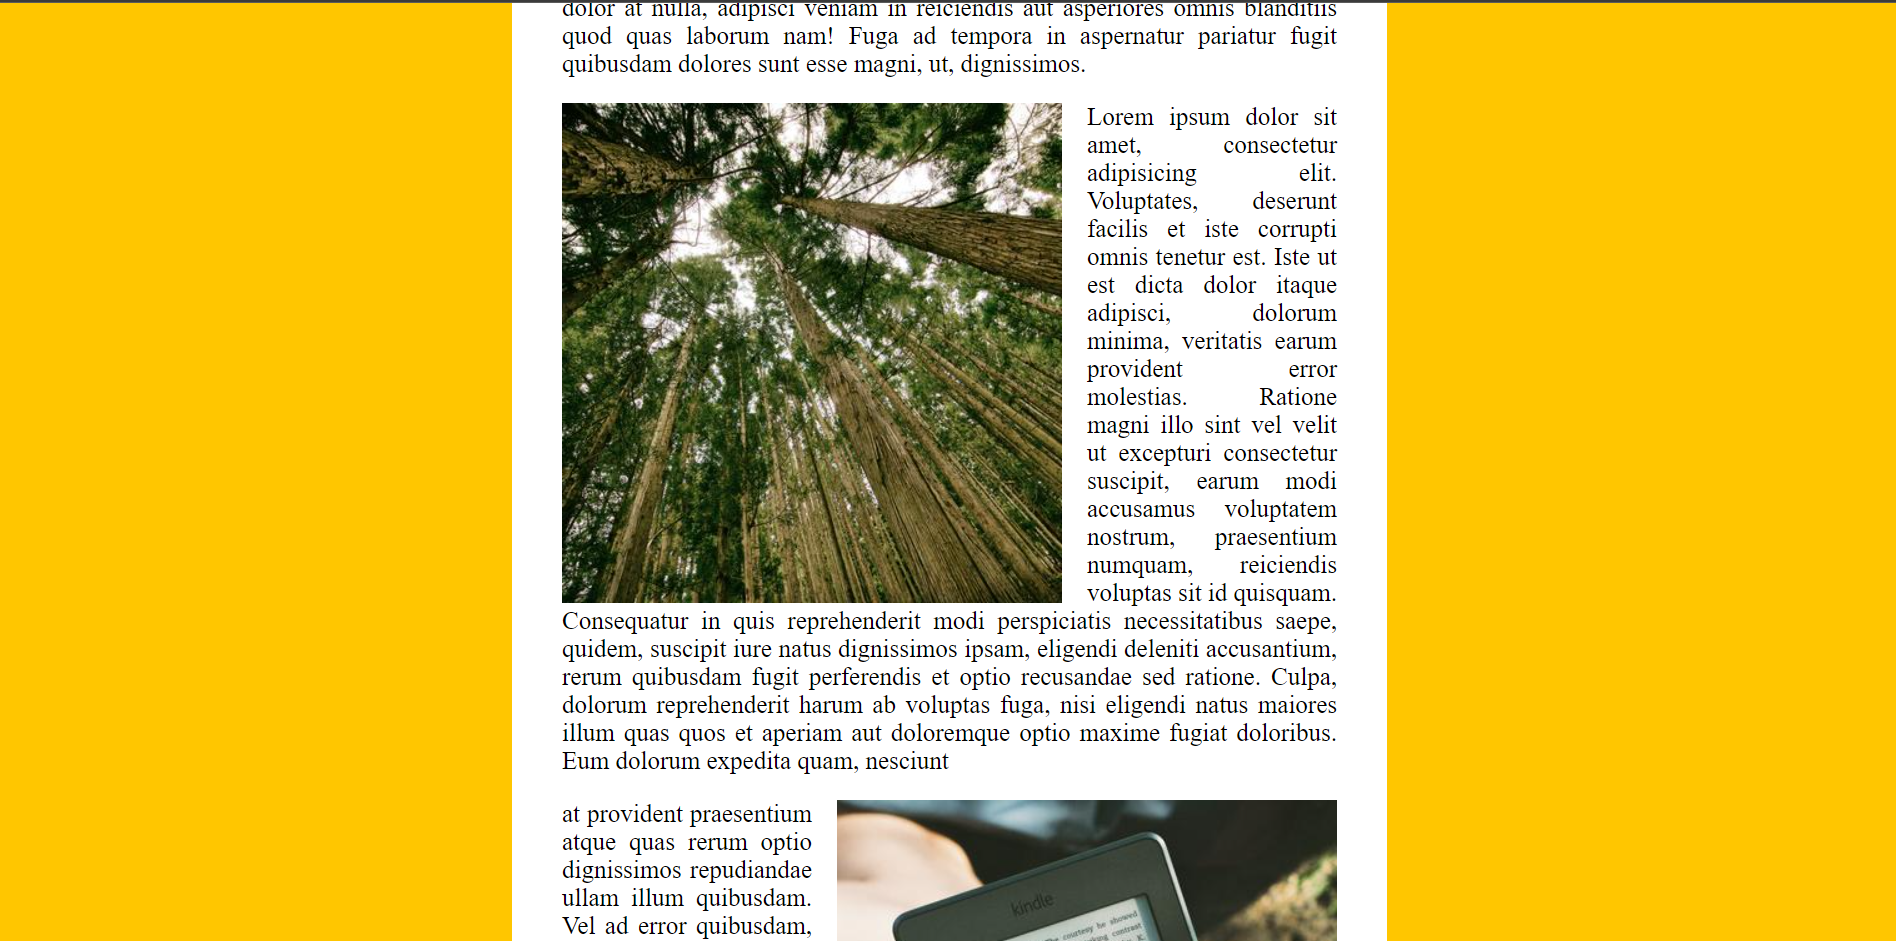 dolor at nulla, adipisci veniam in reiciendis aut asperiores omnis blanditiis
quod quas laborum nam! Fuga ad tempora in aspernatur pariatur fugit
quibusdam dolores sunt esse magni, ut, dignissimos.
Lorem ipsum dolor sit
amet, consectetur
adipisicing elit.
Voluptates, deserunt
facilis et iste corrupti
omnis tenetur est. Iste ut
est dicta dolor itaque
adipisci, dolorum
minima, veritatis earum
provident error
molestias. Ratione
magni illo sint vel velit
ut excepturi consectetur
suscipit, earum modi
accusamus voluptatem
nostrum, praesentium
numquam, reiciendis
voluptas sit id quisquam.
Consequatur in quis reprehenderit modi perspiciatis necessitatibus saepe,
quidem, suscipit iure natus dignissimos ipsam, eligendi deleniti accusantium,
rerum quibusdam fugit perferendis et optio recusandae sed ratione. Culpa,
dolorum reprehenderit harum ab voluptas fuga, nisi eligendi natus maiores
illum quas quos et aperiam aut doloremque optio maxime fugiat doloribus.
Eum dolorum expedita quam, nesciunt
at provident praesentium
atque quas rerum optio
dignissimos repudiandae
ullam illum quibusdam.
Vel ad error quibusdam,
kindle
The courtesy he showed
contrast